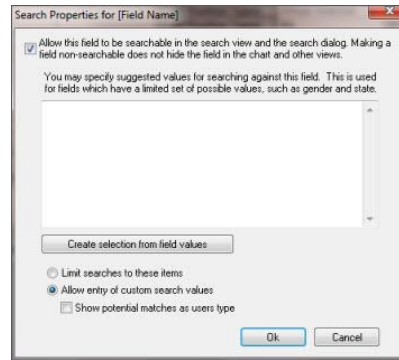 Search Properties for [Field Name]
Allow this field to be searchable in the search view and the search dialog. Making a
field non-searchable does not hide the field in the chart and other views.
You may specify suggested values for searching against this field. This is used
for fields which have a limited set of possible values, such as gender and state.
Create selection from field values
Limit searches to these items
Allow entry of custom search values
Show potential matches as users type
Ok
Cancel